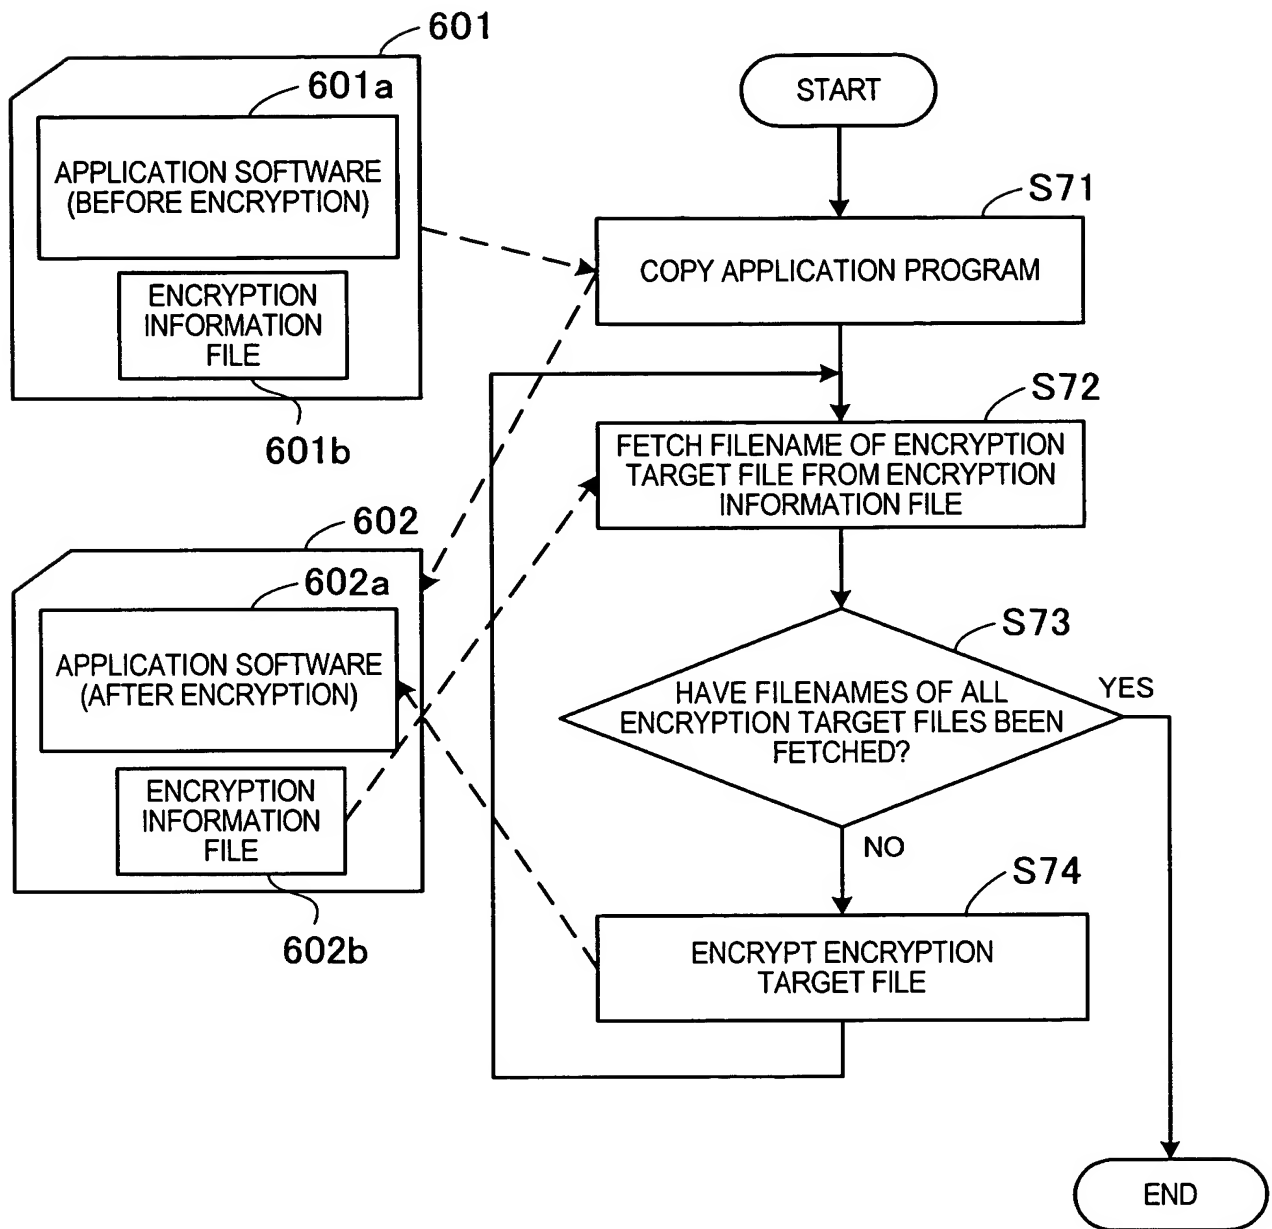 601
601a
APPLICATION SOFTWARE
(BEFORE ENCRYPTION)
ENCRYPTION
INFORMATION
FILE
601b
602
602a
APPLICATION SOFTWARE
(AFTER ENCRYPTION)
ENCRYPTION
INFORMATION
FILE
602b
START
S71
COPY APPLICATION PROGRAM
S72
FETCH FILENAME OF ENCRYPTION
TARGET FILE FROM ENCRYPTION
INFORMATION FILE
S73
HAVE FILENAMES OF ALL
ENCRYPTION TARGET FILES BEEN
FETCHED?
YES
NO
S74
ENCRYPT ENCRYPTION
TARGET FILE
END